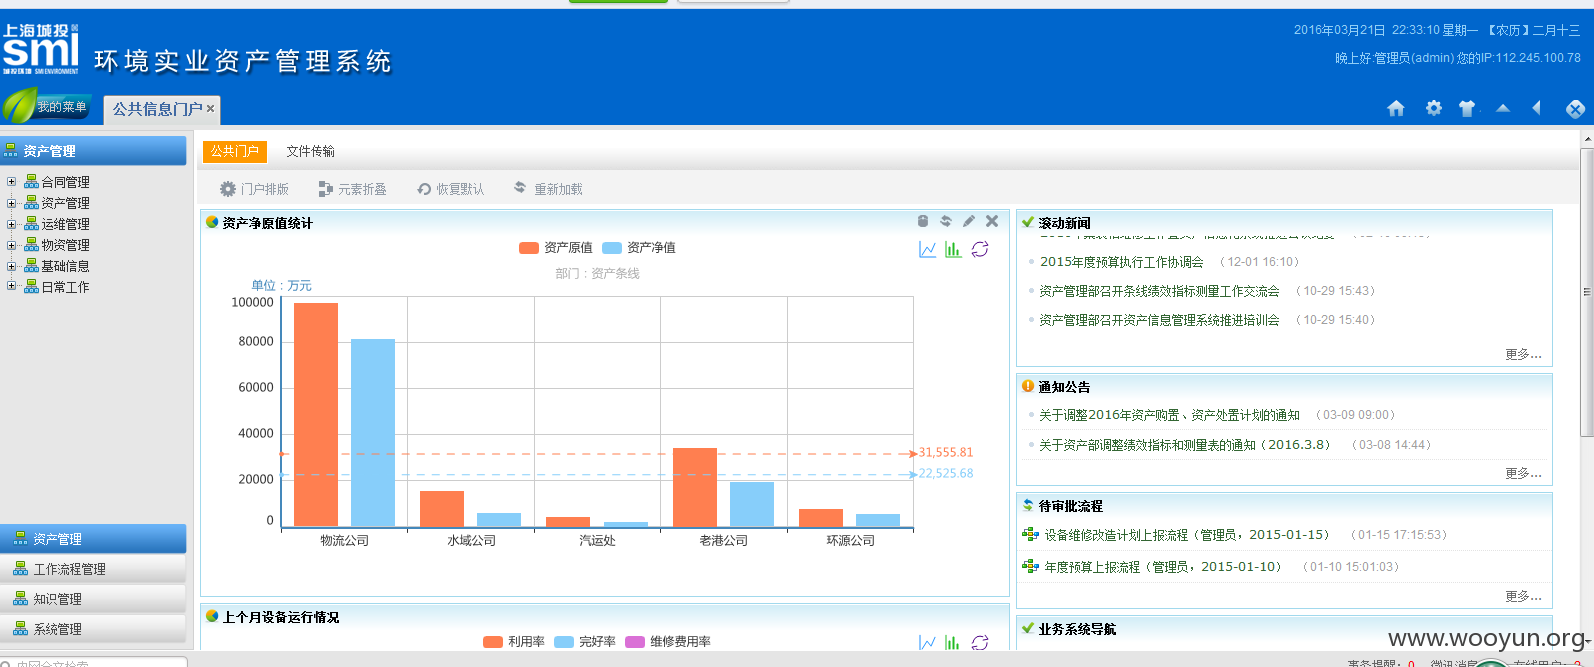 上海城投
smi
城投环境 SMI ENVIRONMENT
环境实业资产管理系统
2016年03月21日 22:33:10 星期一 【农历】二月十三
晚上好:管理员(admin) 您的IP:112.245.100.78
我的菜单
公共信息门户
资产管理
合同管理
资产管理
运维管理
物资管理
基础信息
日常工作
资产管理
工作流程管理
知识管理
系统管理
公共门户 文件传输
门户排版 元素折叠 恢复默认 重新加载
资产净原值统计
资产原值 资产净值
部门：资产条线
单位：万元
100000
80000
60000
40000
20000
0
31,555.81
22,525.68
物流公司 水域公司 汽运处 老港公司 环源公司
上个月设备运行情况
利用率 完好率 维修费用率
滚动新闻
2015年度预算执行工作协调会 （12-01 16:10）
资产管理部召开条线绩效指标测量工作交流会 （10-29 15:43）
资产管理部召开资产信息管理系统推进培训会 （10-29 15:40）
更多...
通知公告
关于调整2016年资产购置、资产处置计划的通知 （03-09 09:00）
关于资产部调整绩效指标和测量表的通知（2016.3.8） （03-08 14:44）
更多...
待审批流程
设备维修改造计划上报流程（管理员，2015-01-15） （01-15 17:15:53）
年度预算上报流程（管理员，2015-01-10） （01-10 15:01:03）
更多...
业务系统导航
www.wooyun.org